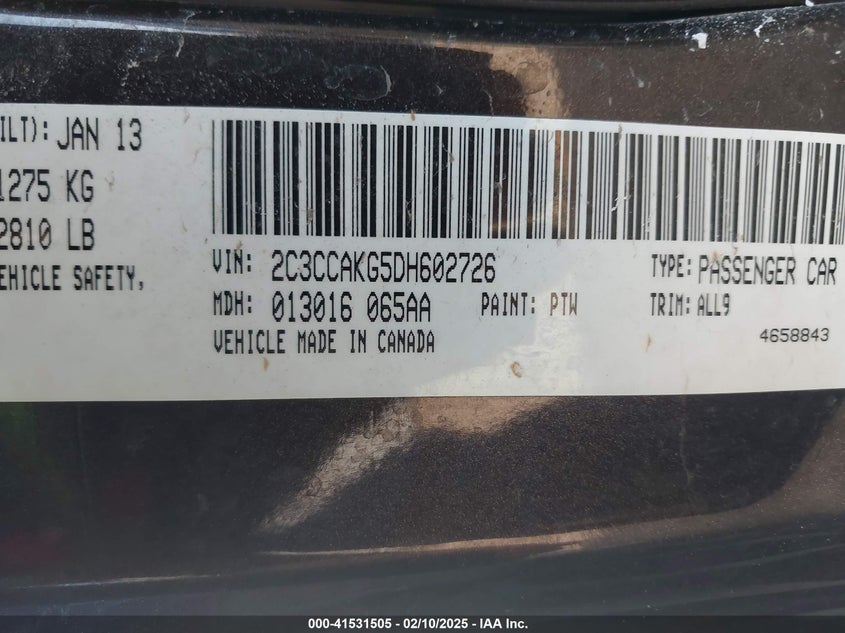 ILT): JAN 13
1275 KG
2810 LB
EHICLE SAFETY,
VIN: 2C3CCAKG5DH602726 TYPE: PASSENGER CAR
MDH: 013016 065AA PAINT: PTW TRIM: ALL9
VEHICLE MADE IN CANADA 4658843
000-41531505 — 02/10/2025 — IAA Inc.